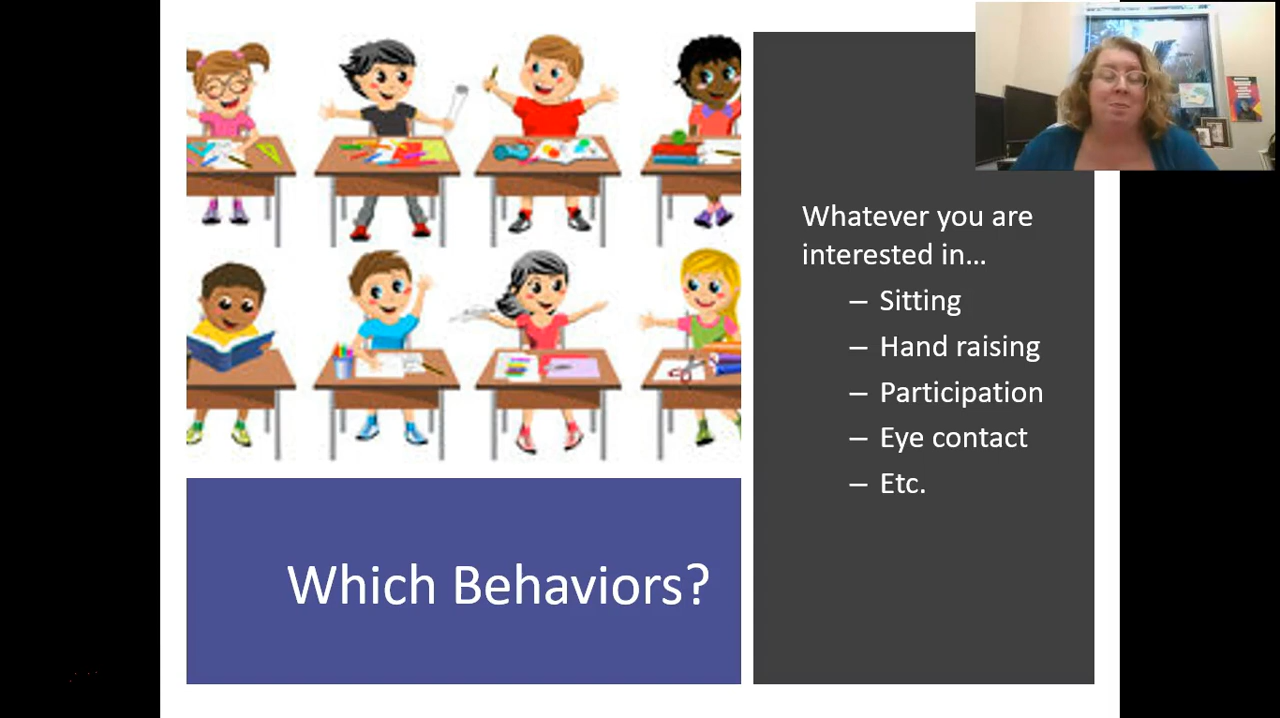 Whatever you are
interested in...
– Sitting
– Hand raising
– Participation
– Eye contact
– Etc.
Which Behaviors?